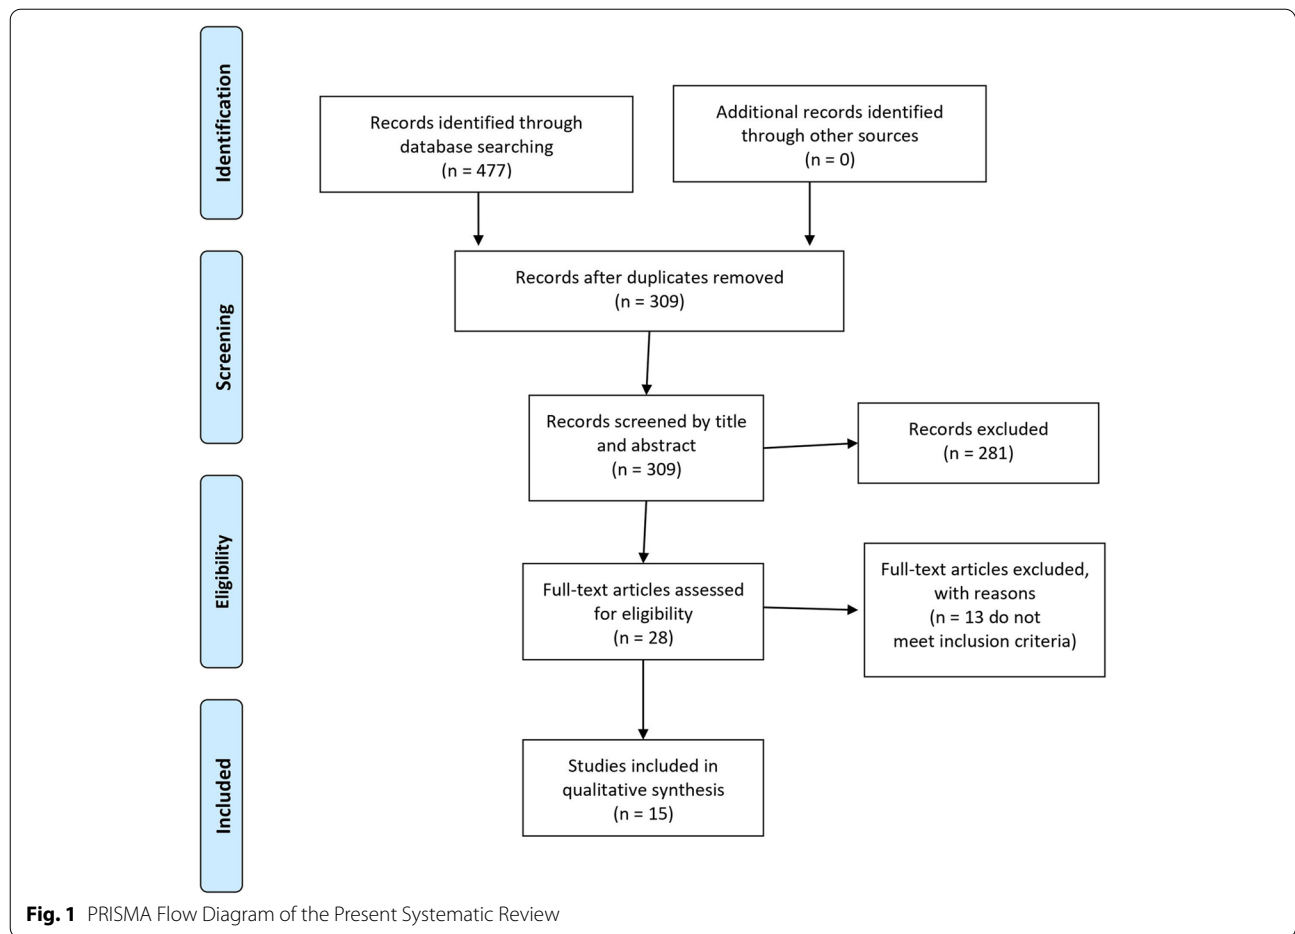 Identification
Records identified through
database searching
(n = 477)
Additional records identified
through other sources
(n = 0)
Screening
Records after duplicates removed
(n = 309)
Records screened by title
and abstract
(n = 309)
Records excluded
(n = 281)
Eligibility
Full-text articles assessed
for eligibility
(n = 28)
Full-text articles excluded,
with reasons
(n = 13 do not
meet inclusion criteria)
Included
Studies included in
qualitative synthesis
(n = 15)
Fig. 1 PRISMA Flow Diagram of the Present Systematic Review